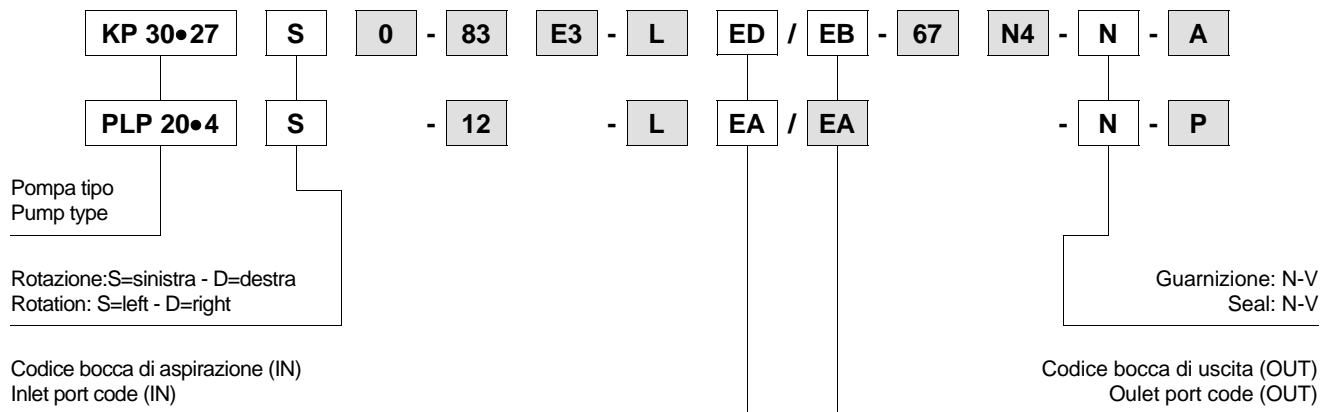 KP 30•27 S 0 - 83 E3 - L ED / EB - 67 N4 - N - A
PLP 20•4 S - 12 - L EA / EA - N - P
Pompa tipo
Pump type
Rotazione:S=sinistra - D=destra
Rotation: S=left - D=right
Guarnizione: N-V
Seal: N-V
Codice bocca di aspirazione (IN)
Inlet port code (IN)
Codice bocca di uscita (OUT)
Oulet port code (OUT)